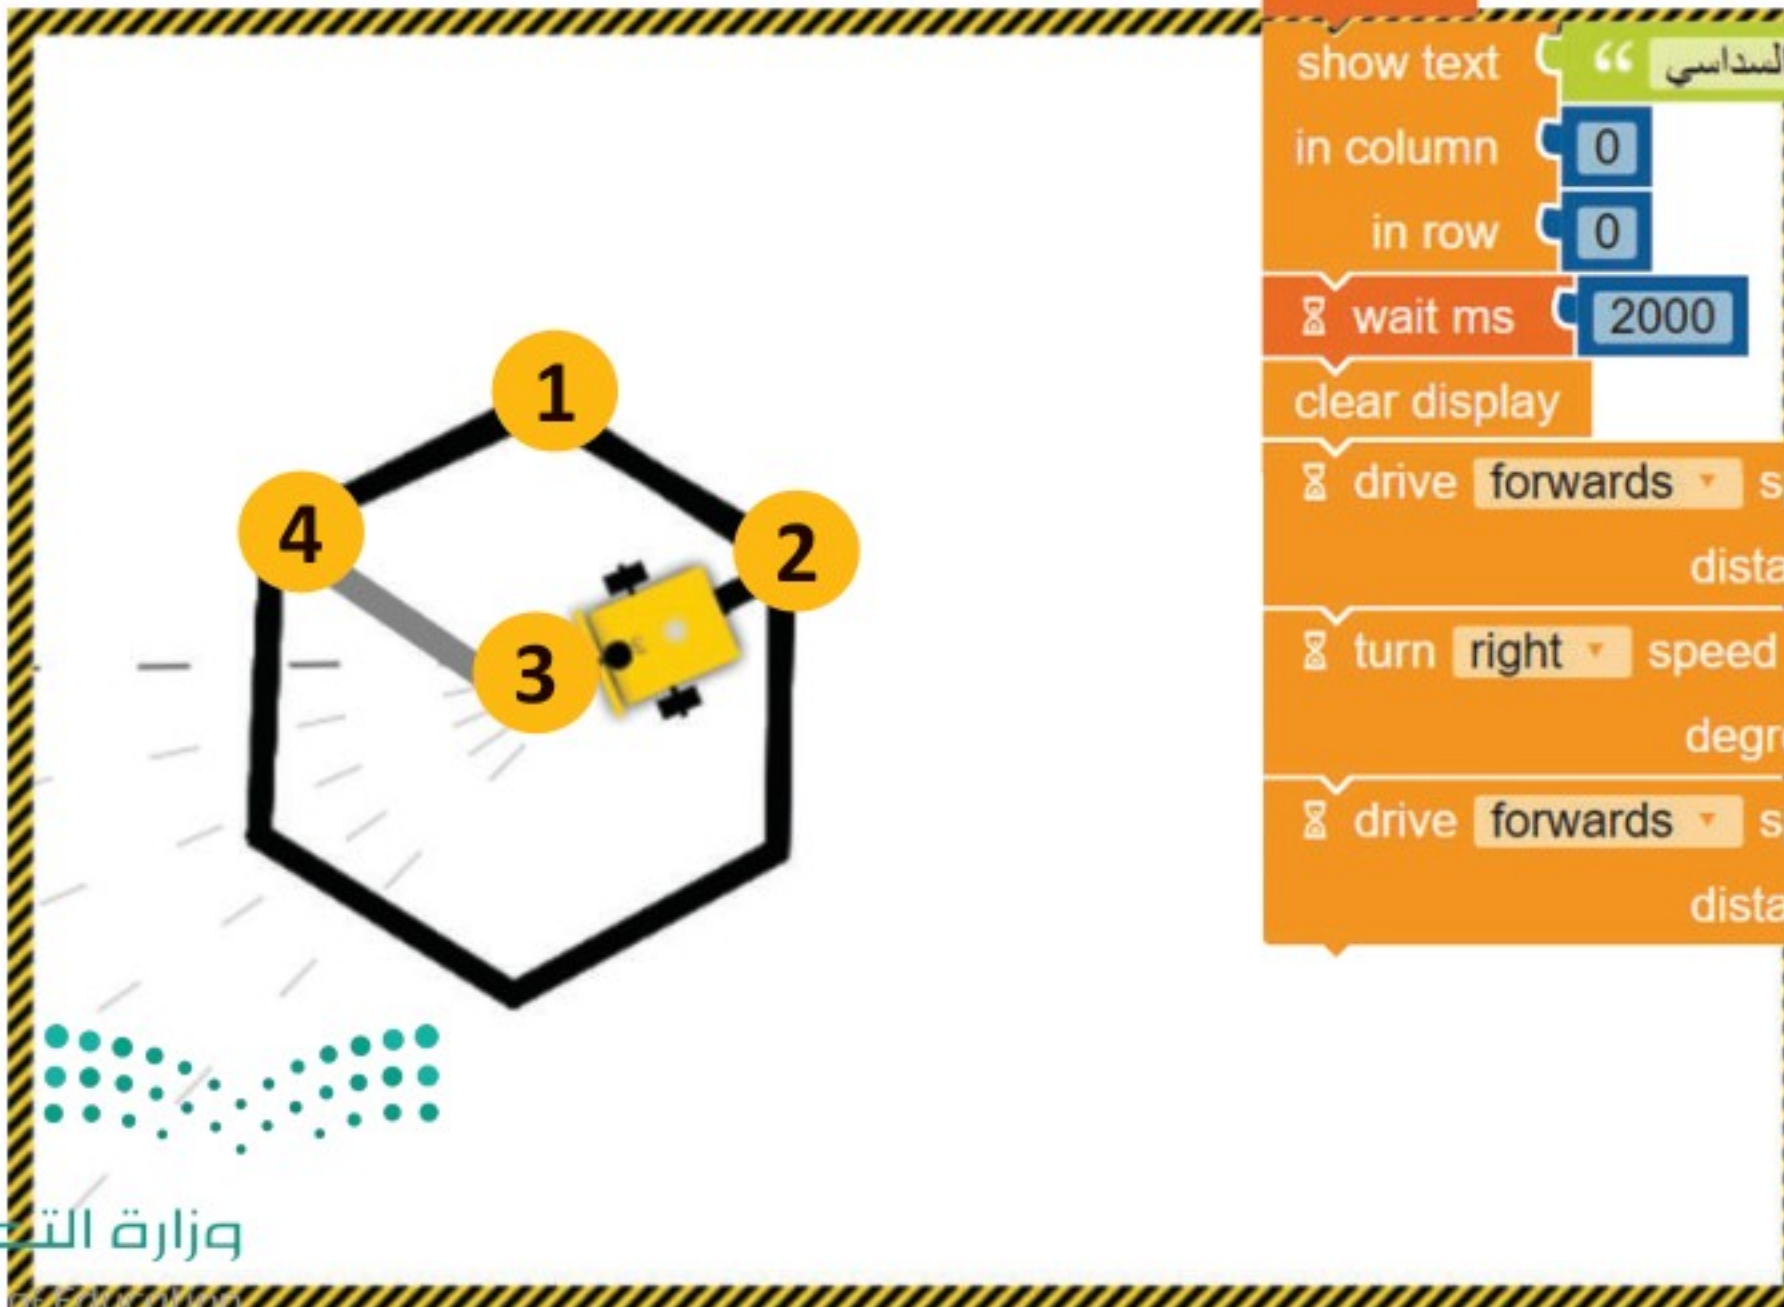 show text “ السداسي
in column 0
in row 0
wait ms 2000
clear display
drive forwards
turn right speed
drive forwards
1
2
3
4
وزارة